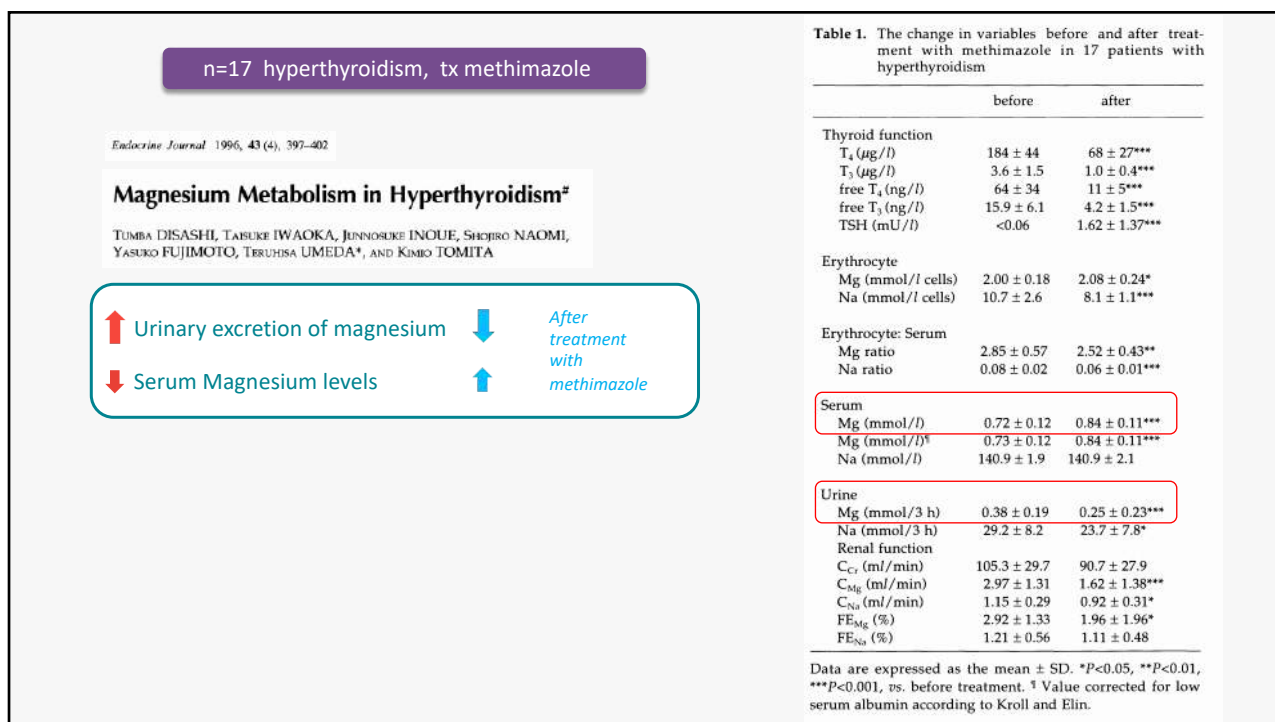 n=17 hyperthyroidism, tx methimazole
Endocrine Journal 1996, 43 (4), 397–402
Magnesium Metabolism in Hyperthyroidism#
TUMBA DISASHI, TAISUKE IWAOKA, JUNNOSUKE INOUE, SHOJIRO NAOMI,
YASUKO FUJIMOTO, TERUHISA UMEDA*, AND KIMIO TOMITA
Urinary excretion of magnesium
Serum Magnesium levels
After
treatment
with
methimazole
Table 1. The change in variables before and after treat-
ment with methimazole in 17 patients with
hyperthyroidism
before after
Thyroid function
T4 (μg/l) 184 ± 44 68 ± 27***
T3 (μg/l) 3.6 ± 1.5 1.0 ± 0.4***
free T4 (ng/l) 64 ± 34 11 ± 5***
free T3 (ng/l) 15.9 ± 6.1 4.2 ± 1.5***
TSH (mU/l) <0.06 1.62 ± 1.37***
Erythrocyte
Mg (mmol/l cells) 2.00 ± 0.18 2.08 ± 0.24*
Na (mmol/l cells) 10.7 ± 2.6 8.1 ± 1.1***
Erythrocyte: Serum
Mg ratio 2.85 ± 0.57 2.52 ± 0.43**
Na ratio 0.08 ± 0.02 0.06 ± 0.01***
Serum
Mg (mmol/l) 0.72 ± 0.12 0.84 ± 0.11***
Mg (mmol/l)¶ 0.73 ± 0.12 0.84 ± 0.11***
Na (mmol/l) 140.9 ± 1.9 140.9 ± 2.1
Urine
Mg (mmol/3 h) 0.38 ± 0.19 0.25 ± 0.23***
Na (mmol/3 h) 29.2 ± 8.2 23.7 ± 7.8*
Renal function
CCr (ml/min) 105.3 ± 29.7 90.7 ± 27.9
CMg (ml/min) 2.97 ± 1.31 1.62 ± 1.38***
CNa (ml/min) 1.15 ± 0.29 0.92 ± 0.31*
FEMg (%) 2.92 ± 1.33 1.96 ± 1.96*
FENa (%) 1.21 ± 0.56 1.11 ± 0.48
Data are expressed as the mean ± SD. *P<0.05, **P<0.01,
***P<0.001, vs. before treatment. ¶ Value corrected for low
serum albumin according to Kroll and Elin.